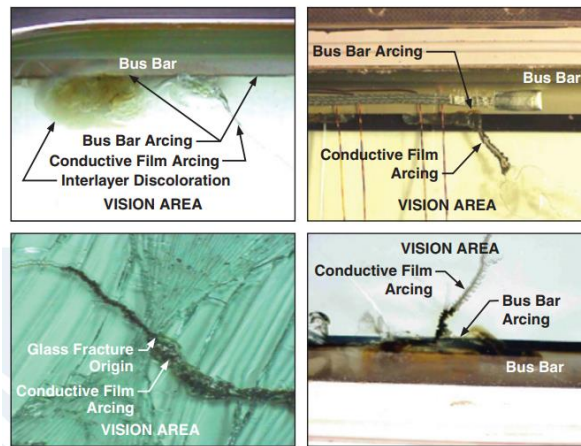 Bus Bar
Bus Bar Arcing
Conductive Film Arcing
Interlayer Discoloration
VISION AREA
Bus Bar Arcing
Bus Bar
Conductive Film
Arcing
VISION AREA
Glass Fracture
Origin
Conductive Film
Arcing
VISION AREA
VISION AREA
Conductive Film
Arcing
Bus Bar
Arcing
Bus Bar